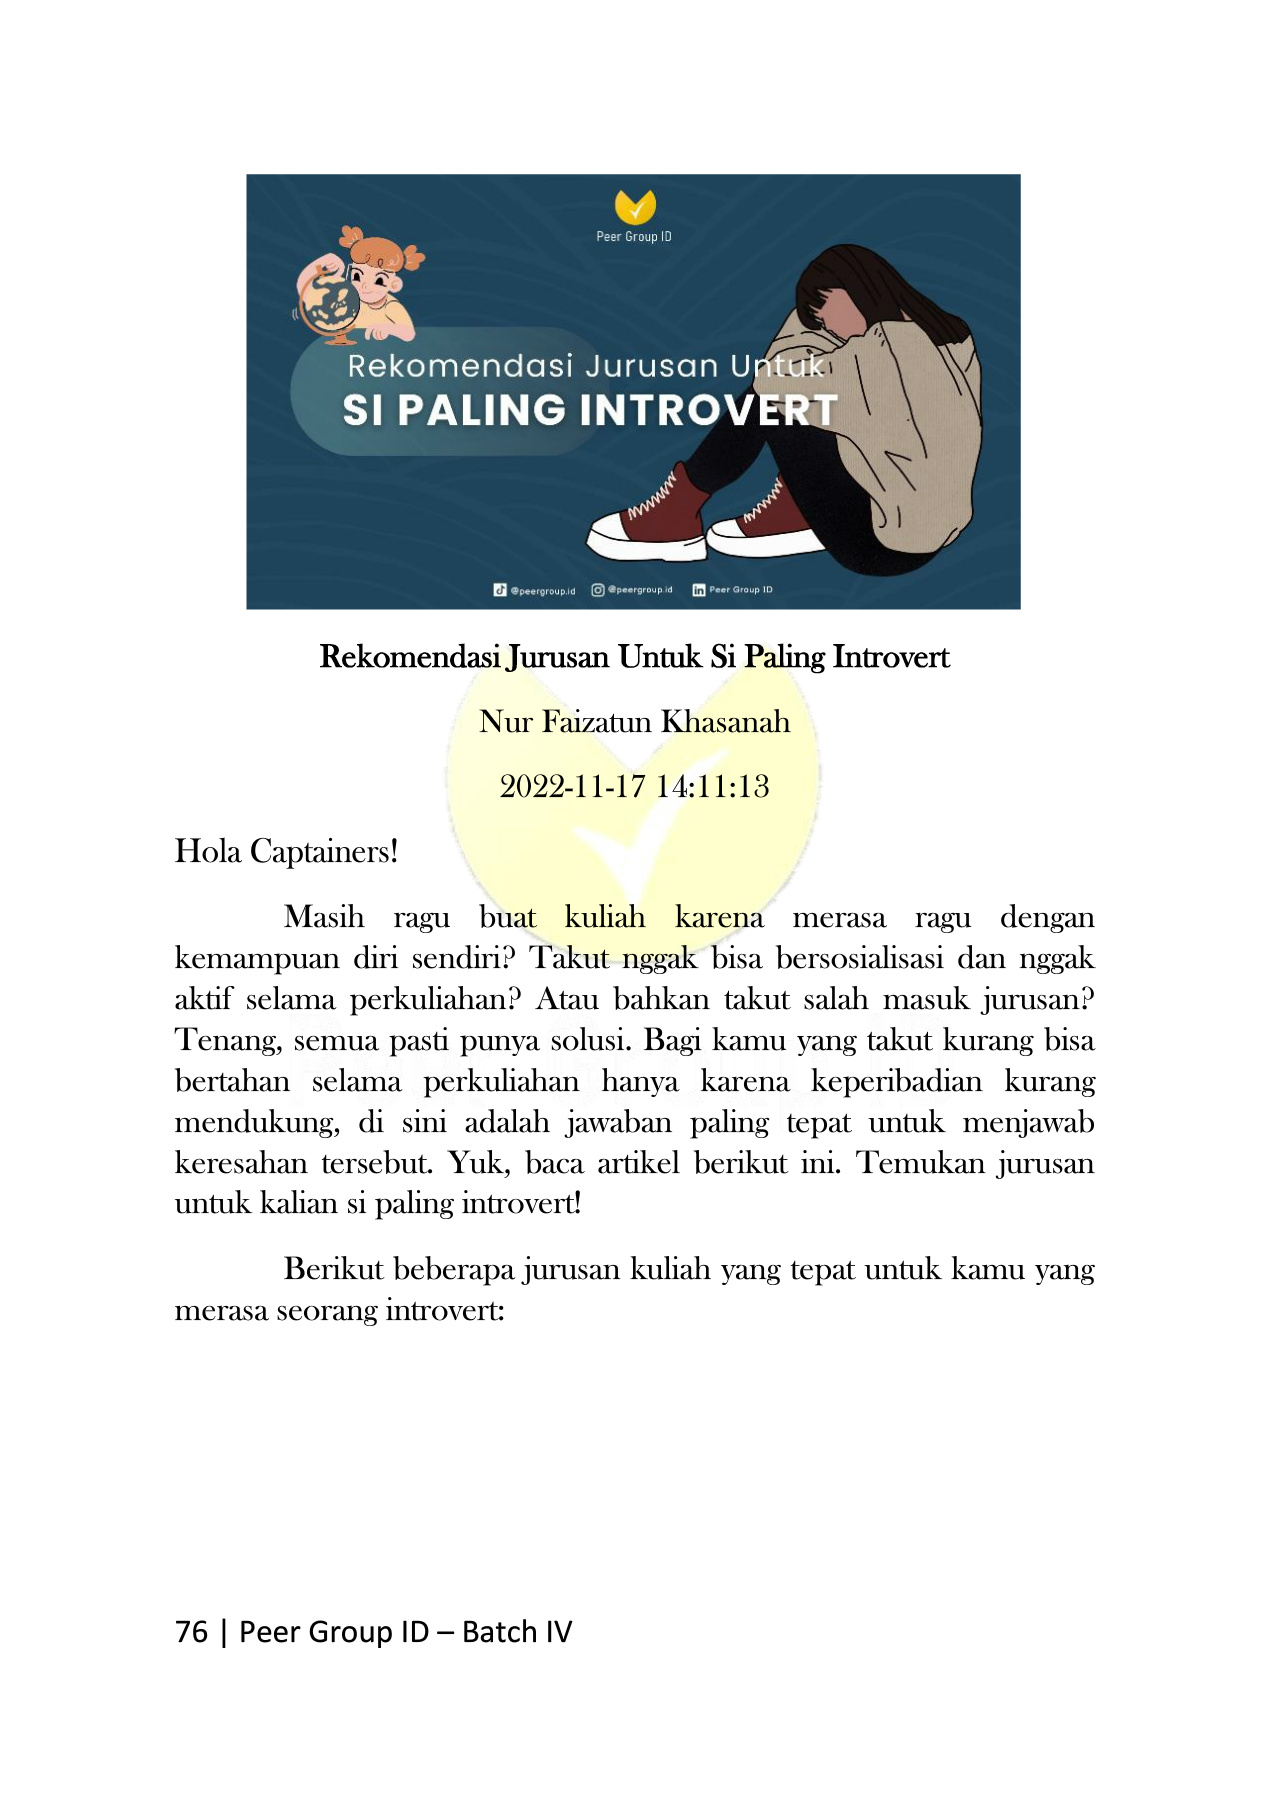 Peer Group ID
Rekomendasi Jurusan Untuk
SI PALING INTROVERT
@peergroup.id @peergroup.id Peer Group ID
Rekomendasi Jurusan Untuk Si Paling Introvert
Nur Faizatun Khasanah
2022-11-17 14:11:13
Hola Captainers!
Masih ragu buat kuliah karena merasa ragu dengan
kemampuan diri sendiri? Takut nggak bisa bersosialisasi dan nggak
aktif selama perkuliahan? Atau bahkan takut salah masuk jurusan?
Tenang, semua pasti punya solusi. Bagi kamu yang takut kurang bisa
bertahan selama perkuliahan hanya karena keperibadian kurang
mendukung, di sini adalah jawaban paling tepat untuk menjawab
keresahan tersebut. Yuk, baca artikel berikut ini. Temukan jurusan
untuk kalian si paling introvert!
Berikut beberapa jurusan kuliah yang tepat untuk kamu yang
merasa seorang introvert:
76 | Peer Group ID – Batch IV